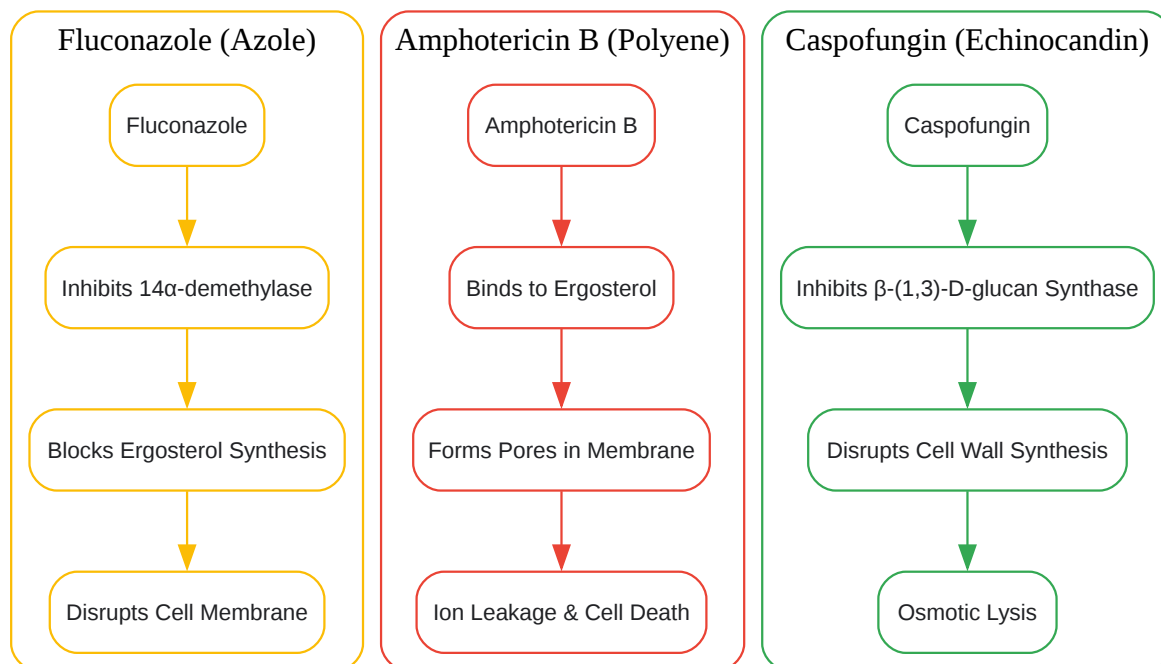 Fluconazole (Azole)
Fluconazole
Inhibits 14α-demethylase
Blocks Ergosterol Synthesis
Disrupts Cell Membrane
Amphotericin B (Polyene)
Amphotericin B
Binds to Ergosterol
Forms Pores in Membrane
Ion Leakage & Cell Death
Caspofungin (Echinocandin)
Caspofungin
Inhibits β-(1,3)-D-glucan Synthase
Disrupts Cell Wall Synthesis
Osmotic Lysis